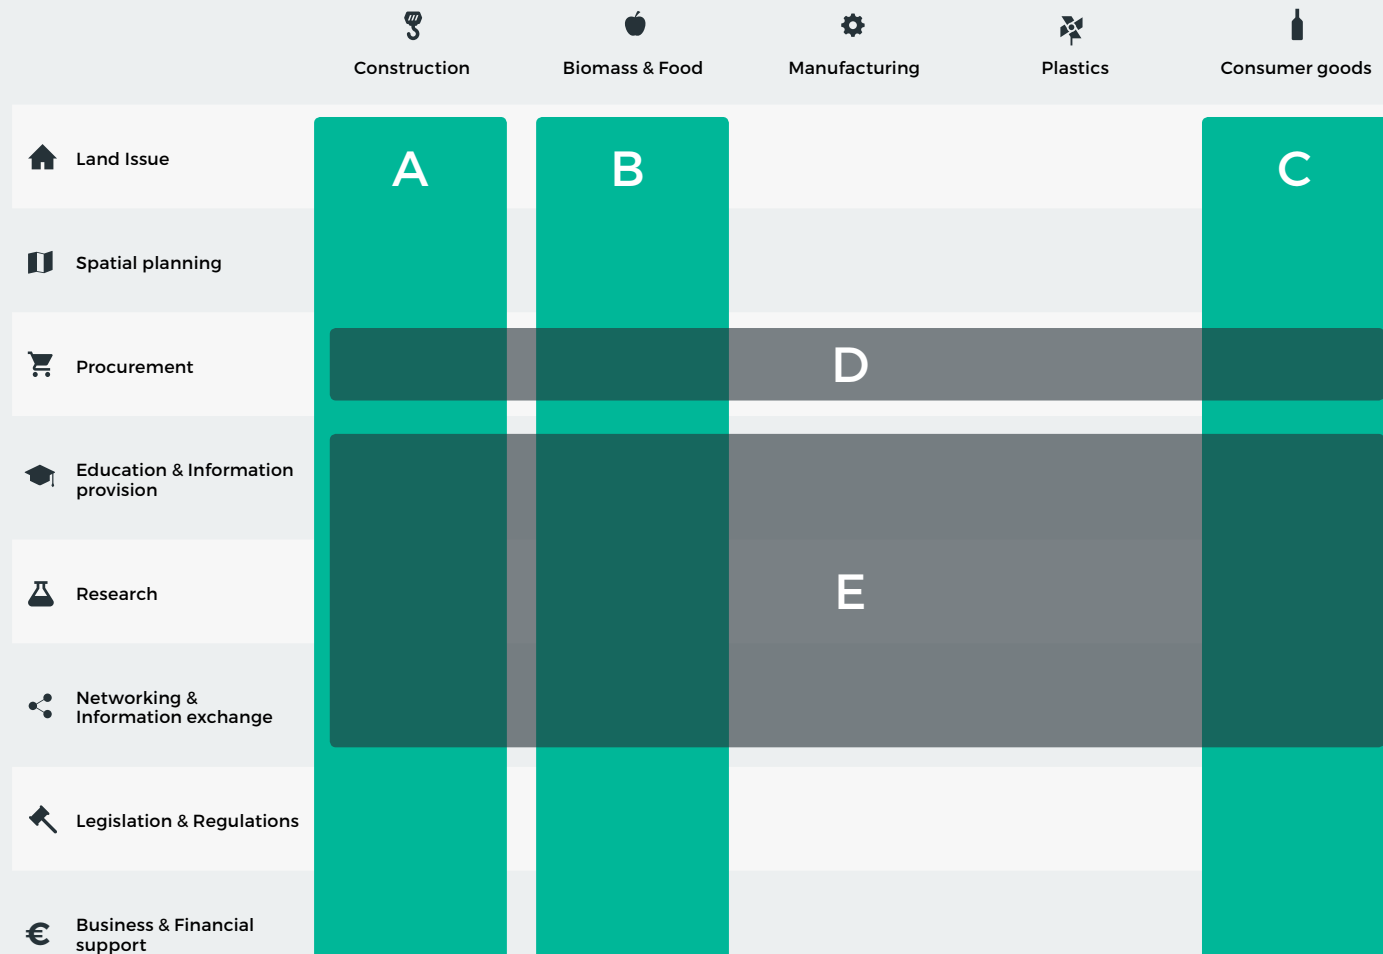 Construction
Biomass & Food
Manufacturing
Plastics
Consumer goods
Land Issue
A
B
C
Spatial planning
Procurement
D
Education & Information
provision
Research
E
Networking &
Information exchange
Legislation & Regulations
Business & Financial
support